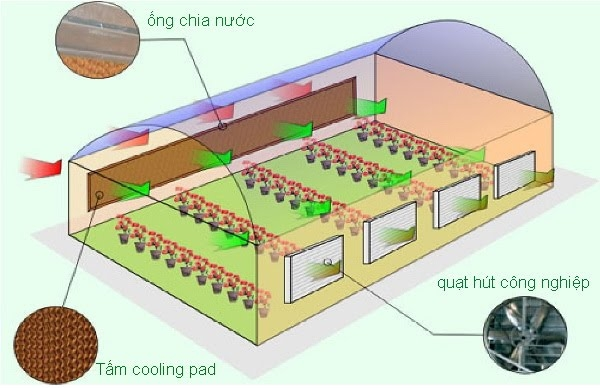 ống chia nước
quạt hút công nghiệp
Tấm cooling pad